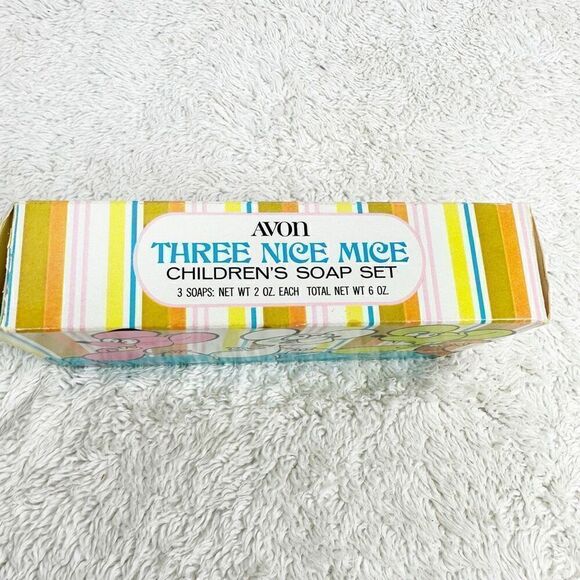 AVON
THREE NICE MICE
CHILDREN'S SOAP SET
3 SOAPS: NET WT 2 OZ. EACH TOTAL NET WT 6 OZ.